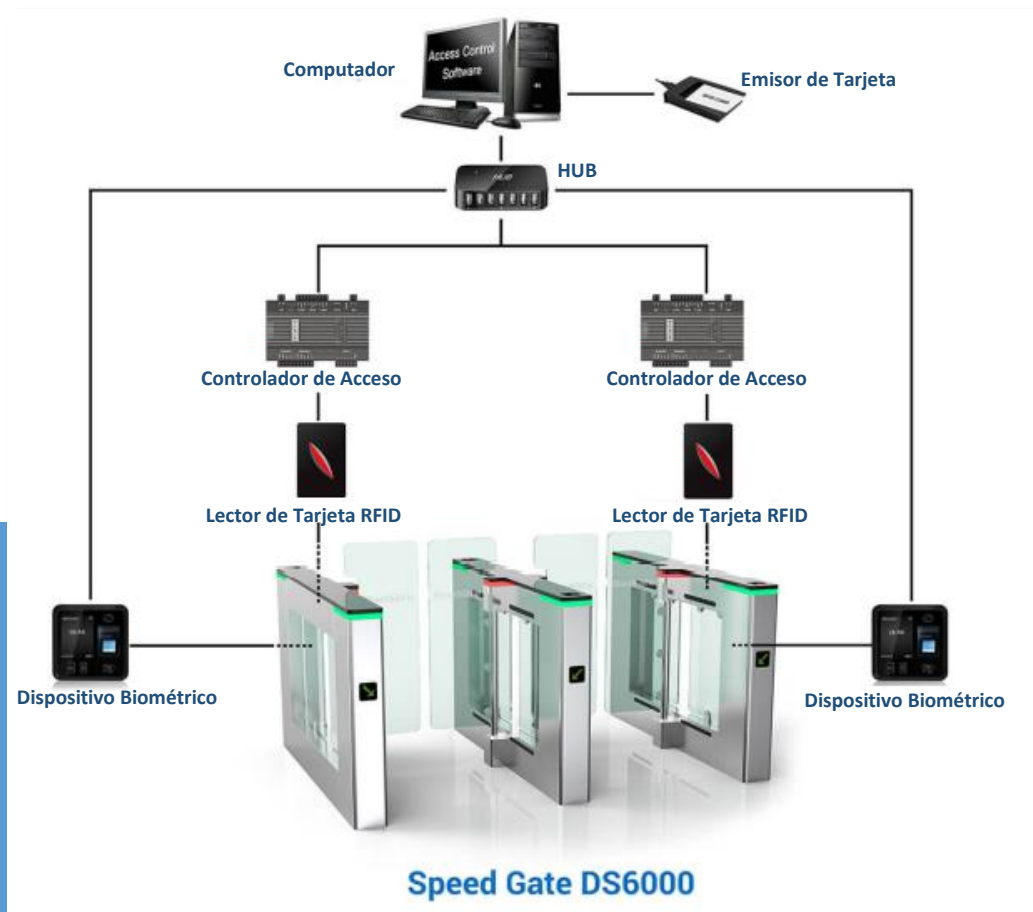 Access Control
Software
Computador
Emisor de Tarjeta
HUB
HUB
Controlador de Acceso
Controlador de Acceso
Lector de Tarjeta RFID
Lector de Tarjeta RFID
Dispositivo Biométrico
Dispositivo Biométrico
Speed Gate DS6000